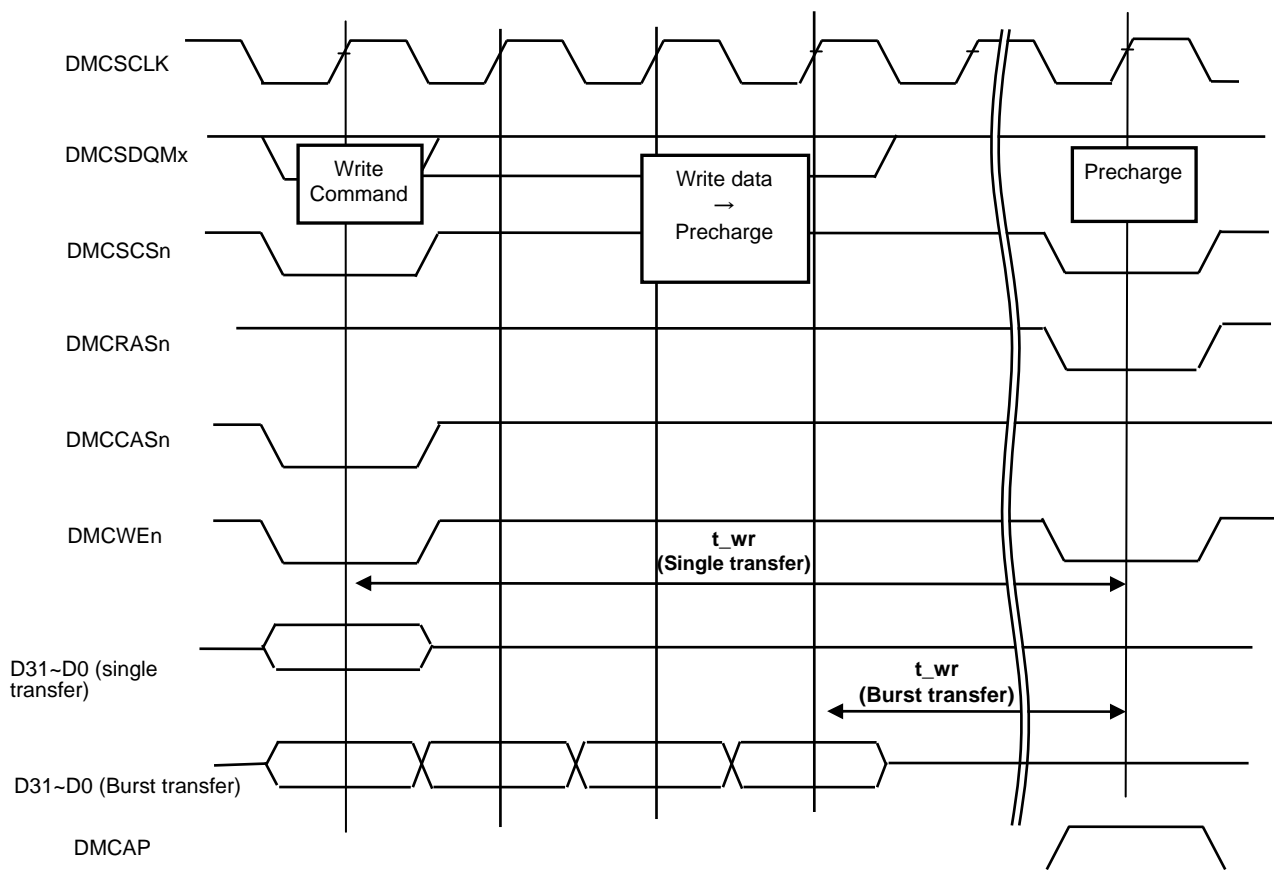 DMCSCLK
DMCSDQMx
Write
Command
Write data
→
Precharge
Precharge
DMCSCSn
DMCRASn
DMCCASn
DMCWEn
t_wr
(Single transfer)
D31~D0 (single
transfer)
t_wr
(Burst transfer)
D31~D0 (Burst transfer)
DMCAP